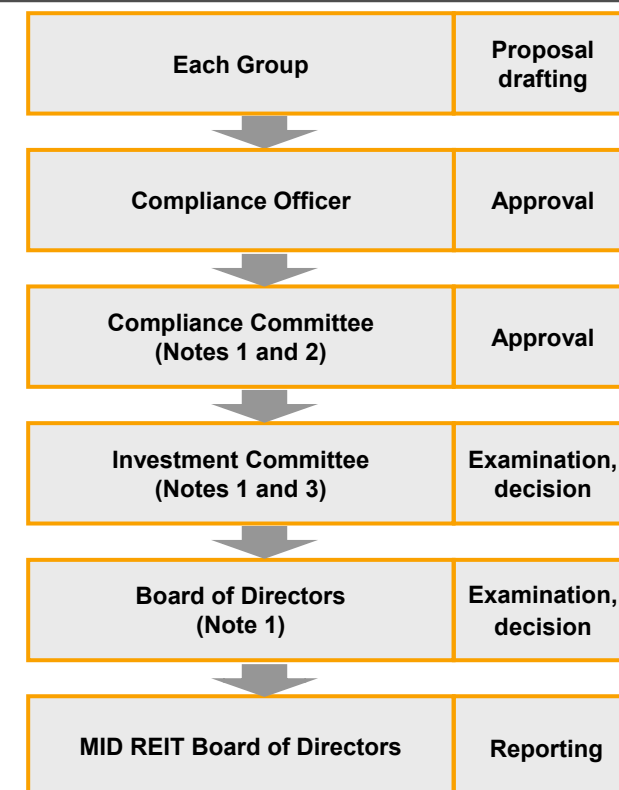 Each Group
Proposal
drafting
Compliance Officer
Approval
Compliance Committee
(Notes 1 and 2)
Approval
Investment Committee
(Notes 1 and 3)
Examination,
decision
Board of Directors
(Note 1)
Examination,
decision
MID REIT Board of Directors
Reporting